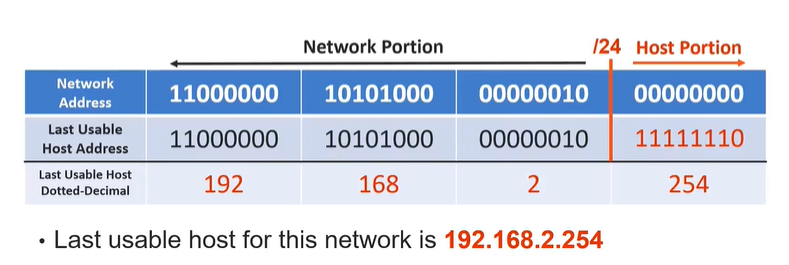 Network Portion /24 Host Portion
Network Address 11000000 10101000 00000010 00000000
Last Usable Host Address 11000000 10101000 00000010 11111110
Last Usable Host Dotted-Decimal 192 168 2 254
• Last usable host for this network is 192.168.2.254